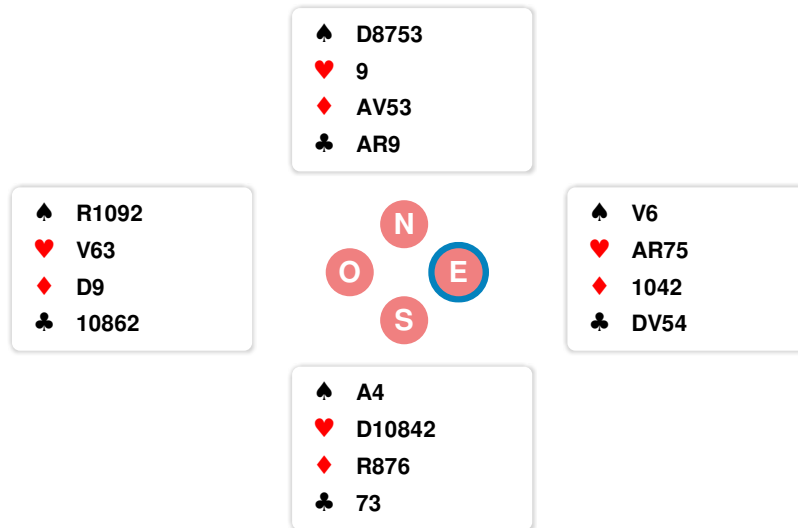 ♠ D8753
♥ 9
♦ AV53
♣ AR9
♠ R1092
♥ V63
♦ D9
♣ 10862
N
O
E
S
♠ V6
♥ AR75
♦ 1042
♣ DV54
♠ A4
♥ D10842
♦ R876
♣ 73